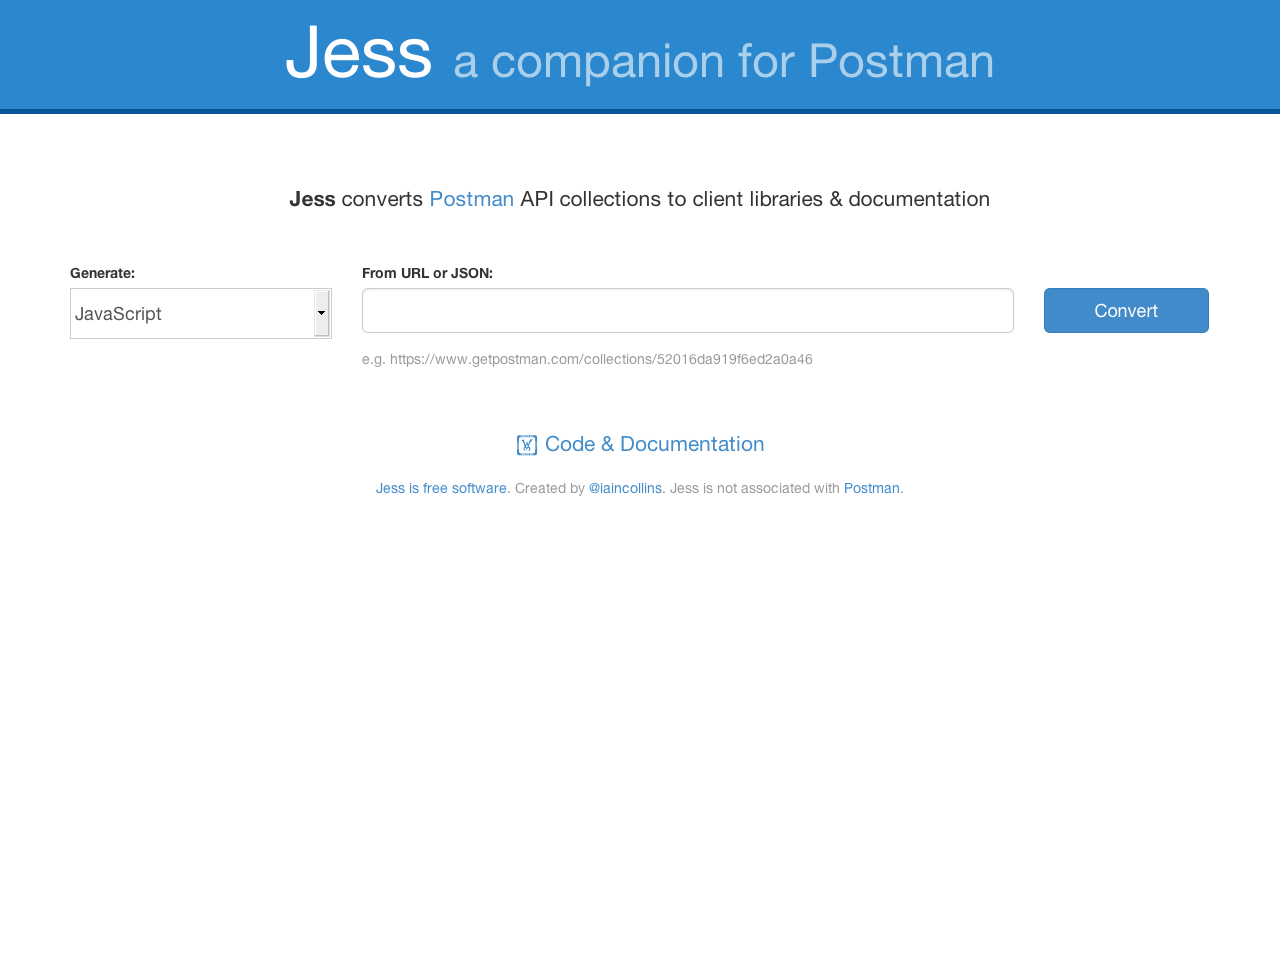 Jess a companion for Postman
Jess converts Postman API collections to client libraries & documentation
Generate:
JavaScript
From URL or JSON:
Convert
e.g. https://www.getpostman.com/collections/52016da919f6ed2a0a46
Code & Documentation
Jess is free software. Created by @iaincollins. Jess is not associated with Postman.